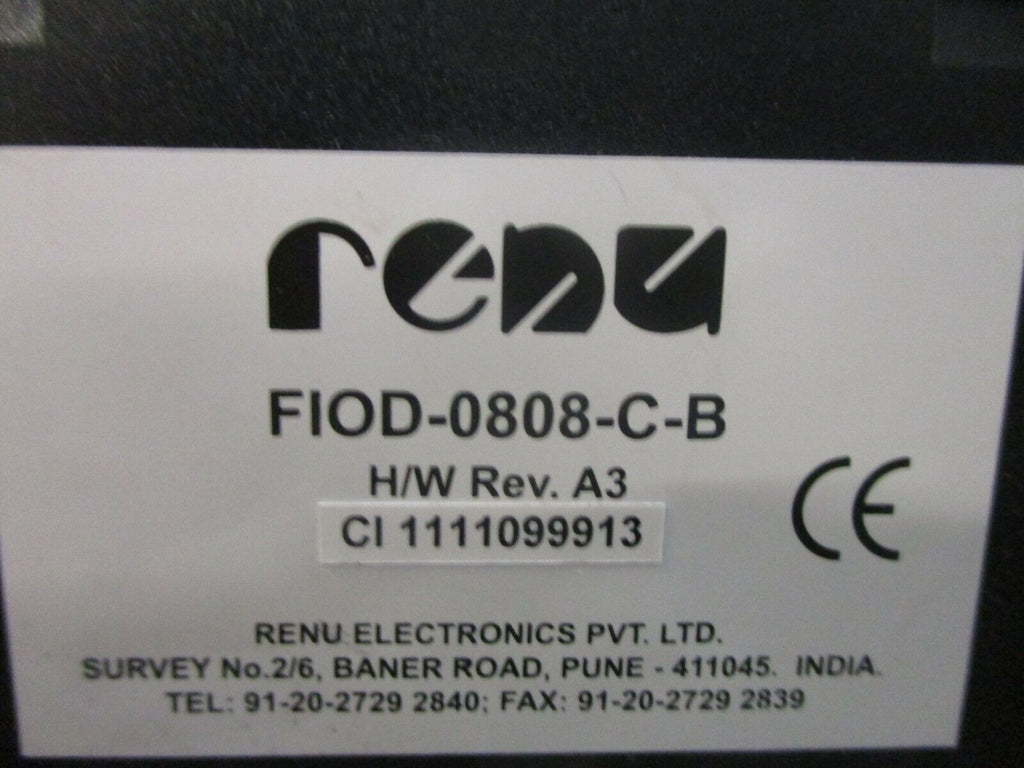 renu
FIOD-0808-C-B
H/W Rev. A3
CI 1111099913
CE
RENU ELECTRONICS PVT. LTD.
SURVEY No.2/6, BANER ROAD, PUNE - 411045. INDIA.
TEL: 91-20-2729 2840; FAX: 91-20-2729 2839